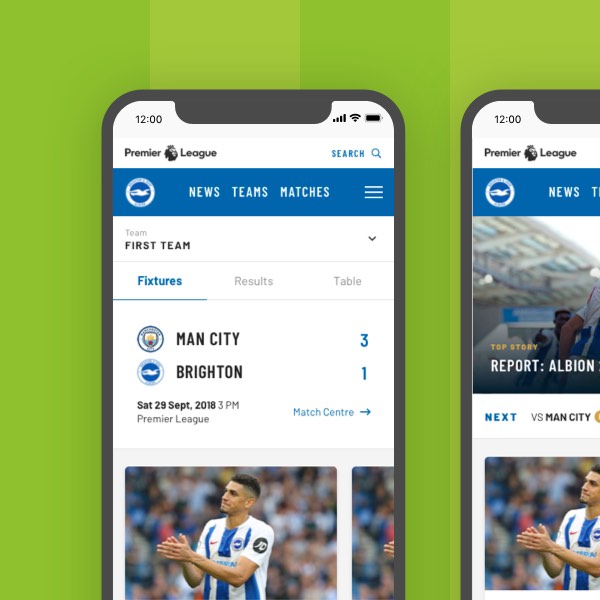 12:00
Premier League
SEARCH
NEWS TEAMS MATCHES
Team
FIRST TEAM
Fixtures Results Table
MAN CITY 3
BRIGHTON 1
Sat 29 Sept, 2018 3 PM
Premier League
Match Centre
12:00
Premier League
NEWS
TOP STORY
REPORT: ALBION
NEXT VS MAN CITY